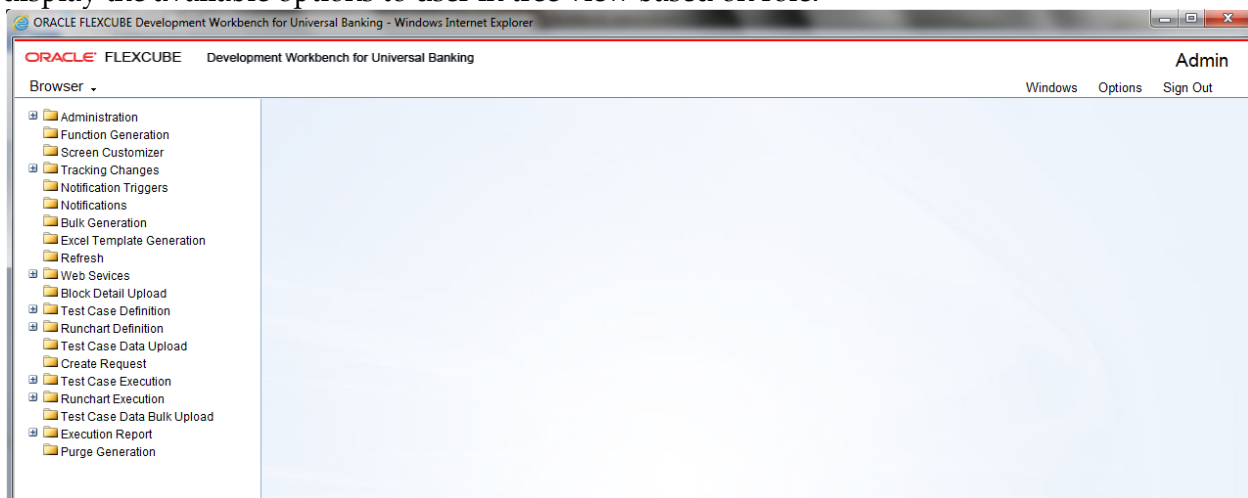 display the available options to user in tree view based on role.
ORACLE FLEXCUBE Development Workbench for Universal Banking - Windows Internet Explorer
ORACLE FLEXCUBE Development Workbench for Universal Banking
Admin
Browser
Windows Options Sign Out
Administration
Function Generation
Screen Customizer
Tracking Changes
Notification Triggers
Notifications
Bulk Generation
Excel Template Generation
Refresh
Web Sevices
Block Detail Upload
Test Case Definition
Runchart Definition
Test Case Data Upload
Create Request
Test Case Execution
Runchart Execution
Test Case Data Bulk Upload
Execution Report
Purge Generation